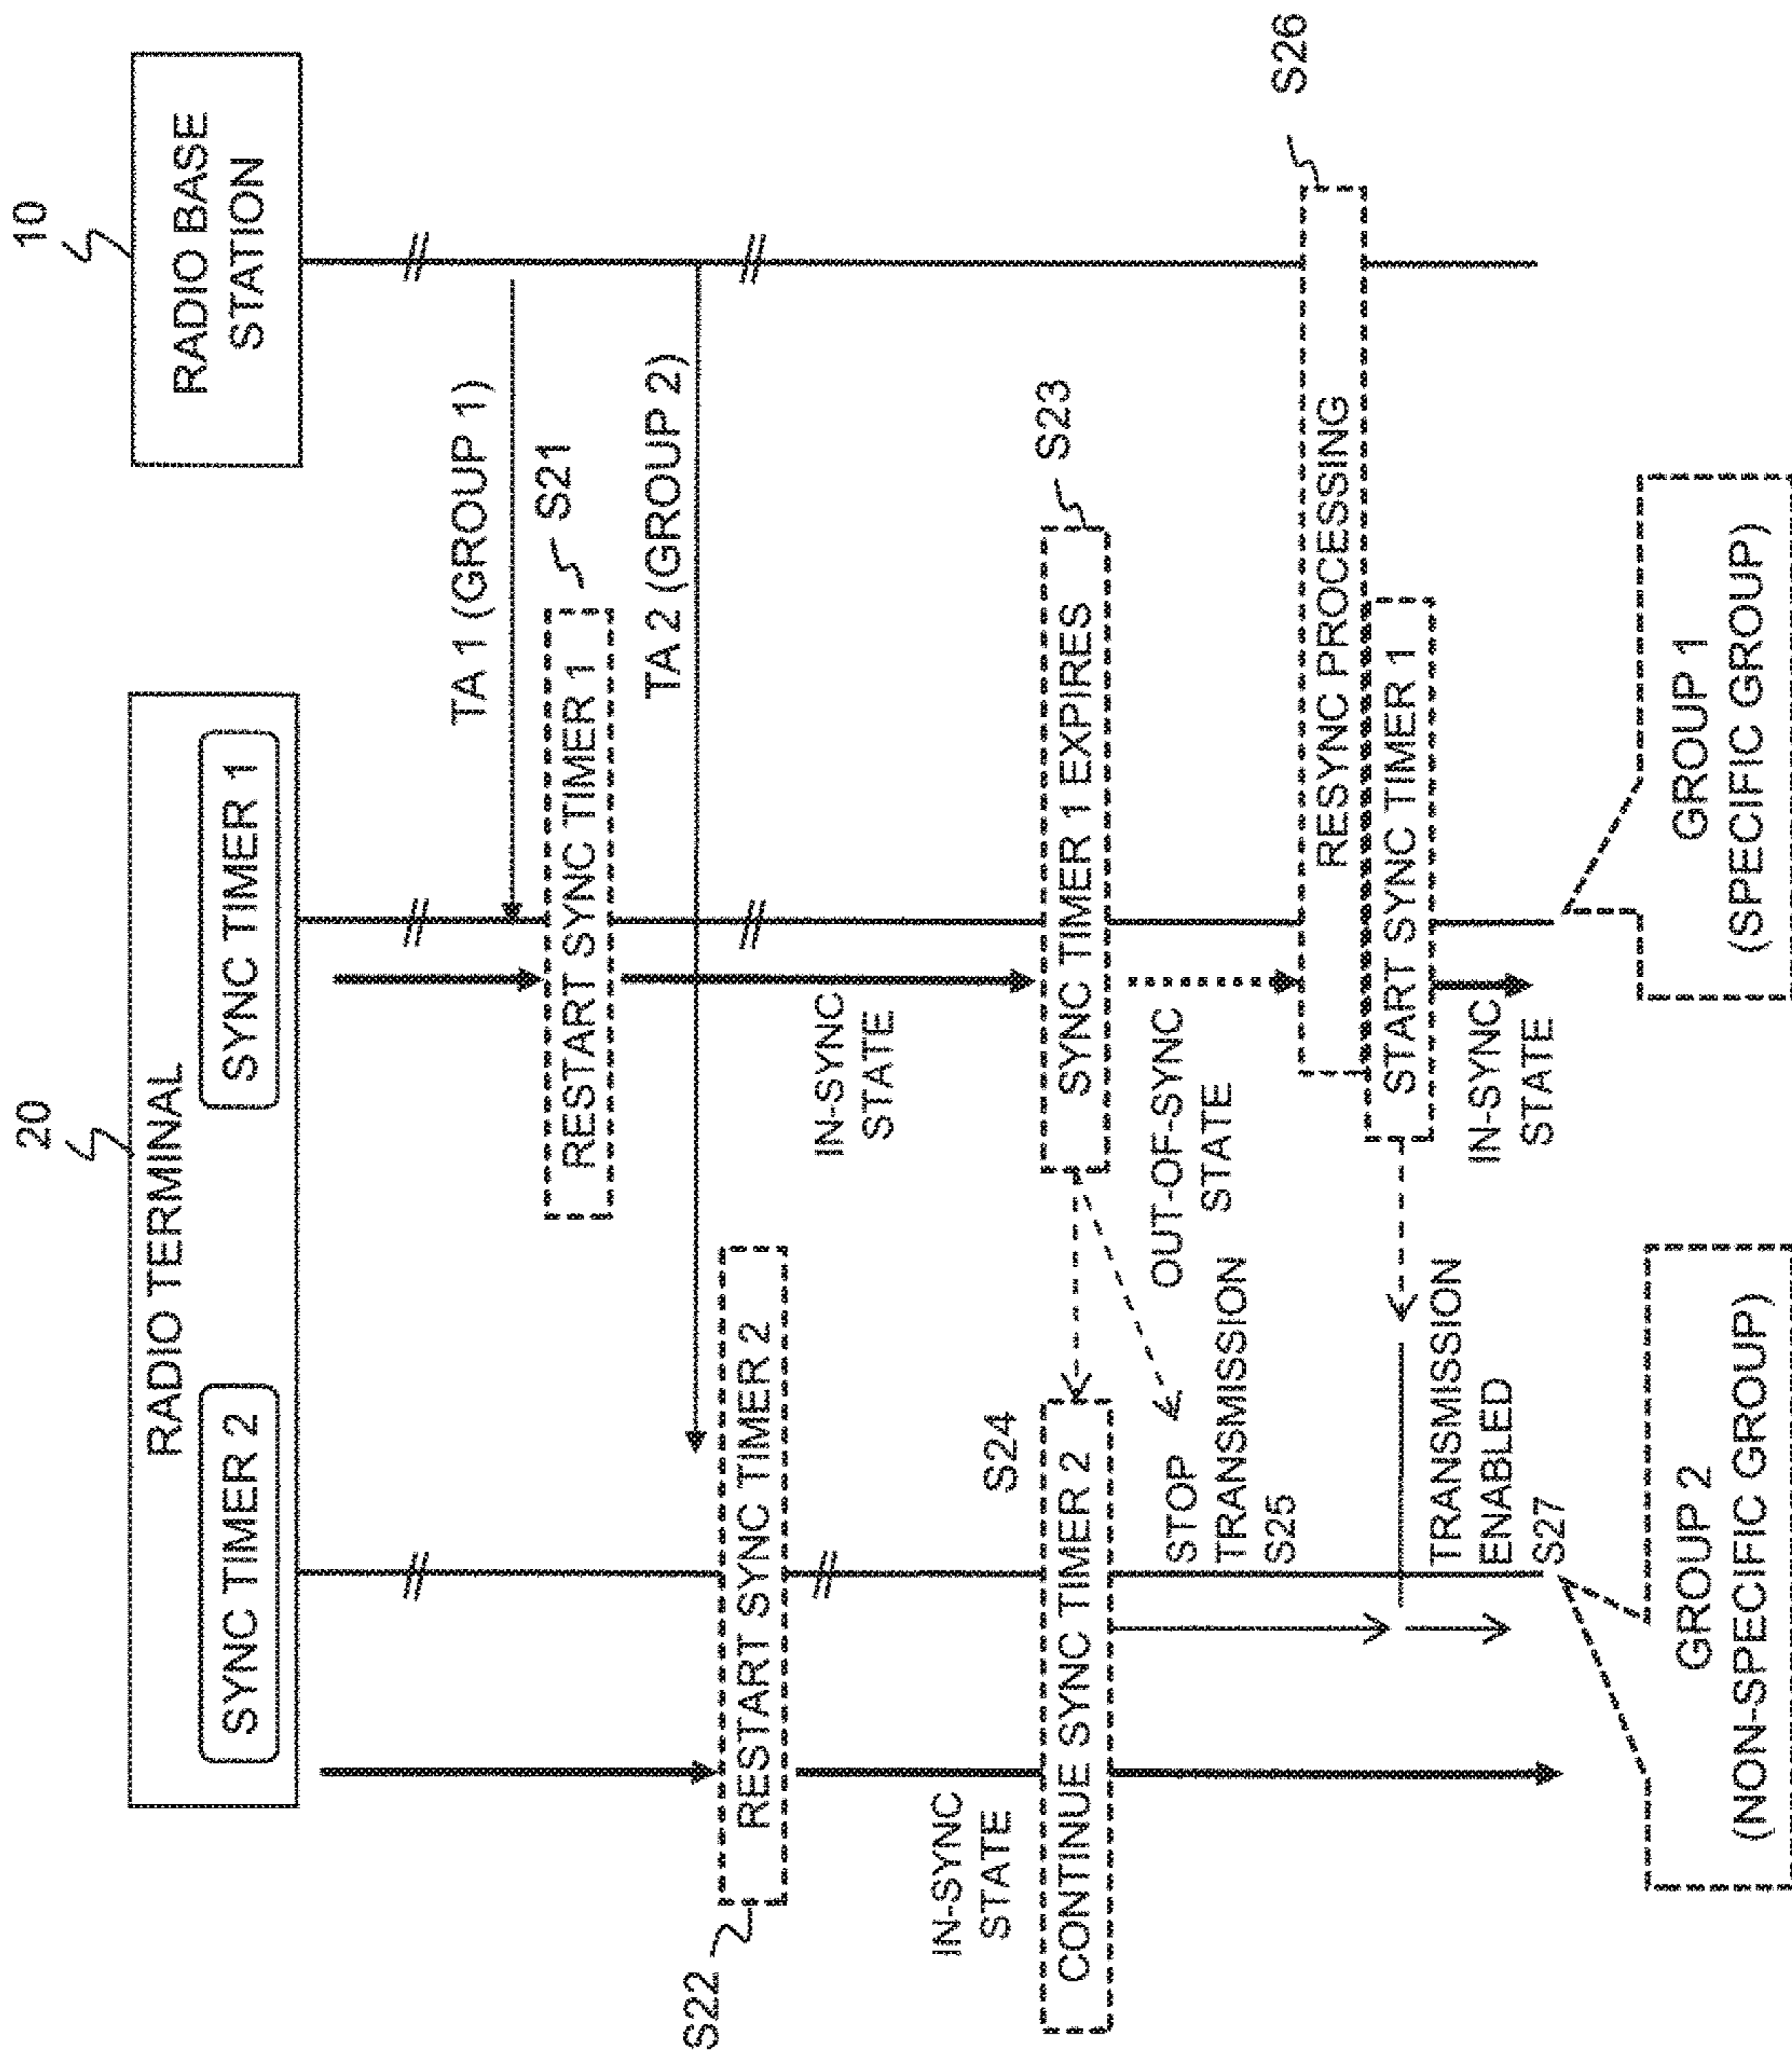 20
10
RADIO TERMINAL
SYNC TIMER 2
SYNC TIMER 1
RADIO BASE
STATION
TA 1 (GROUP 1)
RESTART SYNC TIMER 1
S21
TA 2 (GROUP 2)
S22
RESTART SYNC TIMER 2
IN-SYNC
STATE
IN-SYNC
STATE
S24
CONTINUE SYNC TIMER 2
SYNC TIMER 1 EXPIRES
S23
STOP
TRANSMISSION
S25
OUT-OF-SYNC
STATE
RESYNC PROCESSING
S26
START SYNC TIMER 1
TRANSMISSION
ENABLED
S27
IN-SYNC
STATE
GROUP 2
(NON-SPECIFIC GROUP)
GROUP 1
(SPECIFIC GROUP)